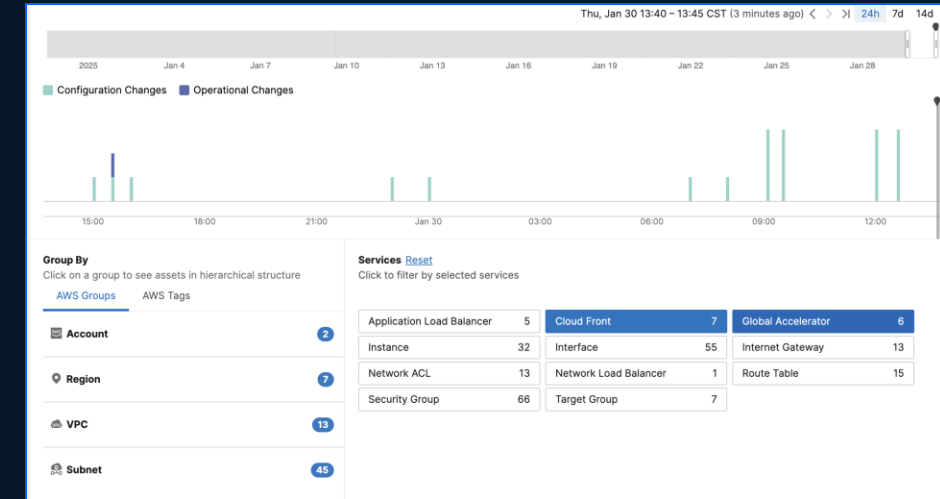 Thu, Jan 30 13:40 – 13:45 CST (3 minutes ago) 24h 7d 14d
2025 Jan 4 Jan 7 Jan 10 Jan 13 Jan 16 Jan 19 Jan 22 Jan 25 Jan 28
Configuration Changes Operational Changes
15:00 18:00 21:00 Jan 30 03:00 06:00 09:00 12:00
Group By
Click on a group to see assets in hierarchical structure
AWS Groups AWS Tags
Account 2
Region 7
VPC 13
Subnet 45
Services Reset
Click to filter by selected services
Application Load Balancer 5 Cloud Front 7 Global Accelerator 6
Instance 32 Interface 55 Internet Gateway 13
Network ACL 13 Network Load Balancer 1 Route Table 15
Security Group 66 Target Group 7